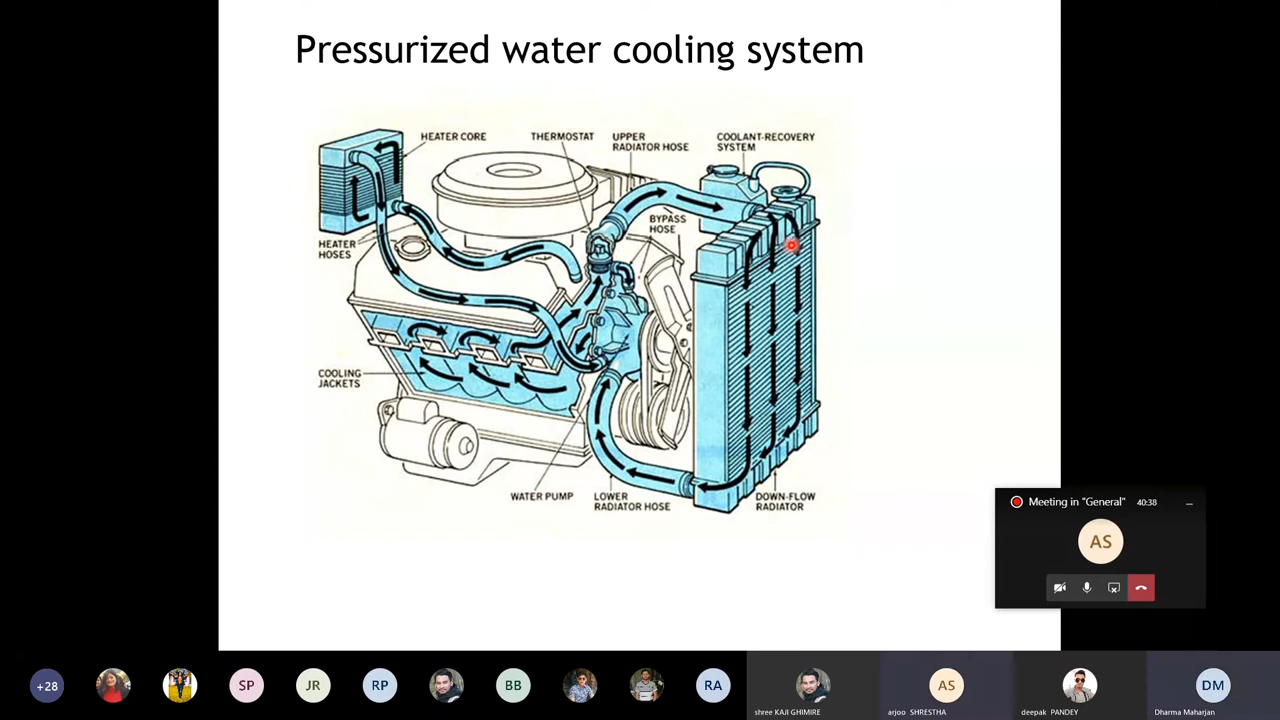 Pressurized water cooling system
HEATER CORE
THERMOSTAT
UPPER
RADIATOR HOSE
COOLANT-RECOVERY
SYSTEM
BYPASS
HOSE
HEATER
HOSES
COOLING
JACKETS
WATER PUMP
LOWER
RADIATOR HOSE
DOWN-FLOW
RADIATOR
Meeting in "General"
40:38
AS
+28
SP
JR
RP
BB
RA
AS
DM
shree KAJI GHIMIRE
arjoo SHRESTHA
deepak PANDEY
Dharma Maharjan